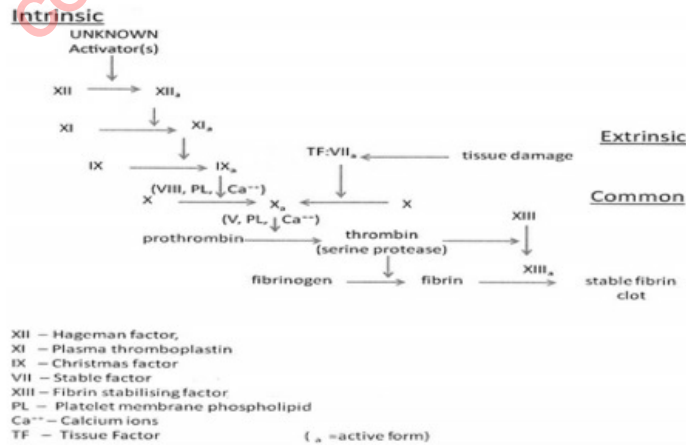 Intrinsic
UNKNOWN
Activator(s)
XII XIIₐ
XI XIₐ
Extrinsic
TF:VIIₐ tissue damage
IX IXₐ
(VIII, PL, Ca⁺⁺)
Common
X Xₐ X
XIII
(V, PL, Ca⁺⁺)
prothrombin thrombin
(serine protease)
XIIIₐ
fibrinogen fibrin stable fibrin
clot
XII – Hageman factor,
XI – Plasma thromboplastin
IX – Christmas factor
VII – Stable factor
XIII – Fibrin stabilising factor
PL – Platelet membrane phospholipid
Ca⁺⁺ – Calcium ions
TF – Tissue Factor (ₐ =active form)